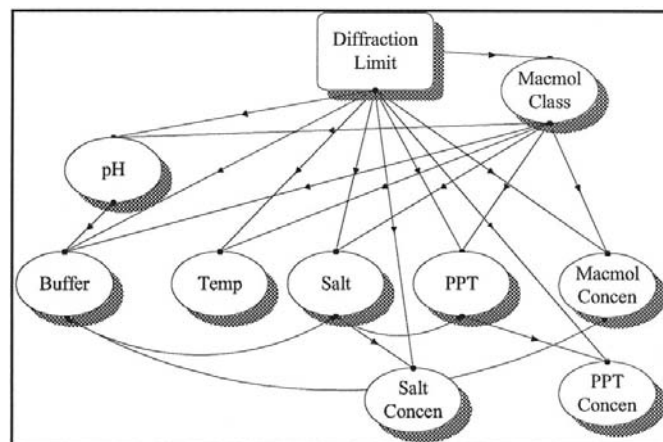 Diffraction
Limit
Macmol
Class
pH
Buffer
Temp
Salt
PPT
Macmol
Concen
Salt
Concen
PPT
Concen